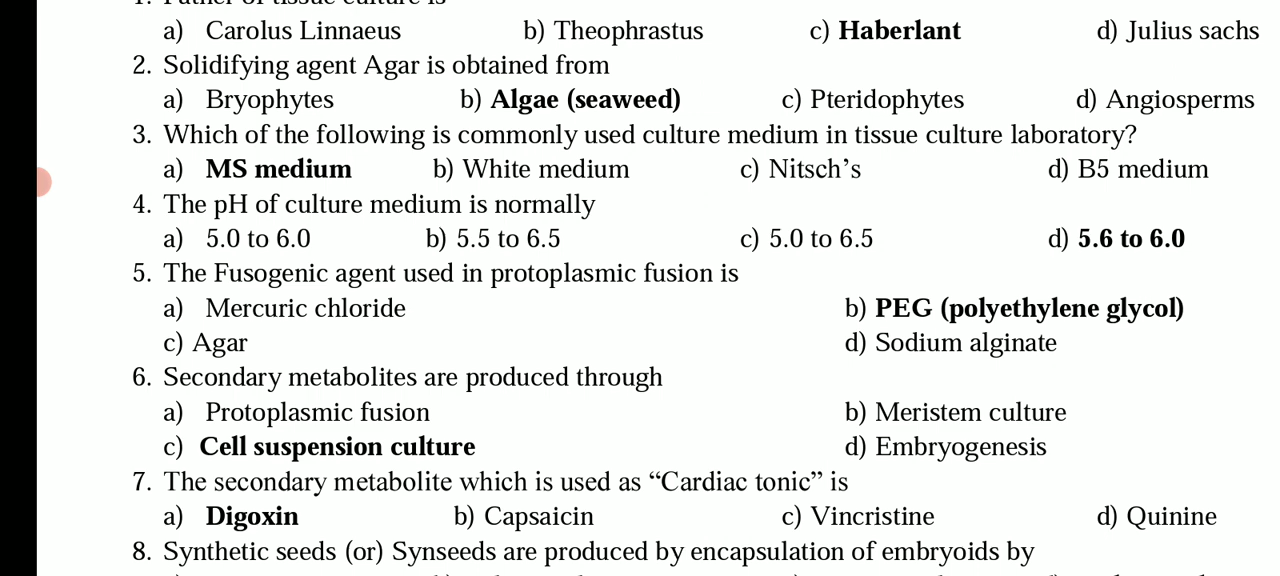 1. Father of tissue culture is
a) Carolus Linnaeus b) Theophrastus c) Haberlant d) Julius sachs
2. Solidifying agent Agar is obtained from
a) Bryophytes b) Algae (seaweed) c) Pteridophytes d) Angiosperms
3. Which of the following is commonly used culture medium in tissue culture laboratory?
a) MS medium b) White medium c) Nitsch’s d) B5 medium
4. The pH of culture medium is normally
a) 5.0 to 6.0 b) 5.5 to 6.5 c) 5.0 to 6.5 d) 5.6 to 6.0
5. The Fusogenic agent used in protoplasmic fusion is
a) Mercuric chloride b) PEG (polyethylene glycol)
c) Agar d) Sodium alginate
6. Secondary metabolites are produced through
a) Protoplasmic fusion b) Meristem culture
c) Cell suspension culture d) Embryogenesis
7. The secondary metabolite which is used as “Cardiac tonic” is
a) Digoxin b) Capsaicin c) Vincristine d) Quinine
8. Synthetic seeds (or) Synseeds are produced by encapsulation of embryoids by